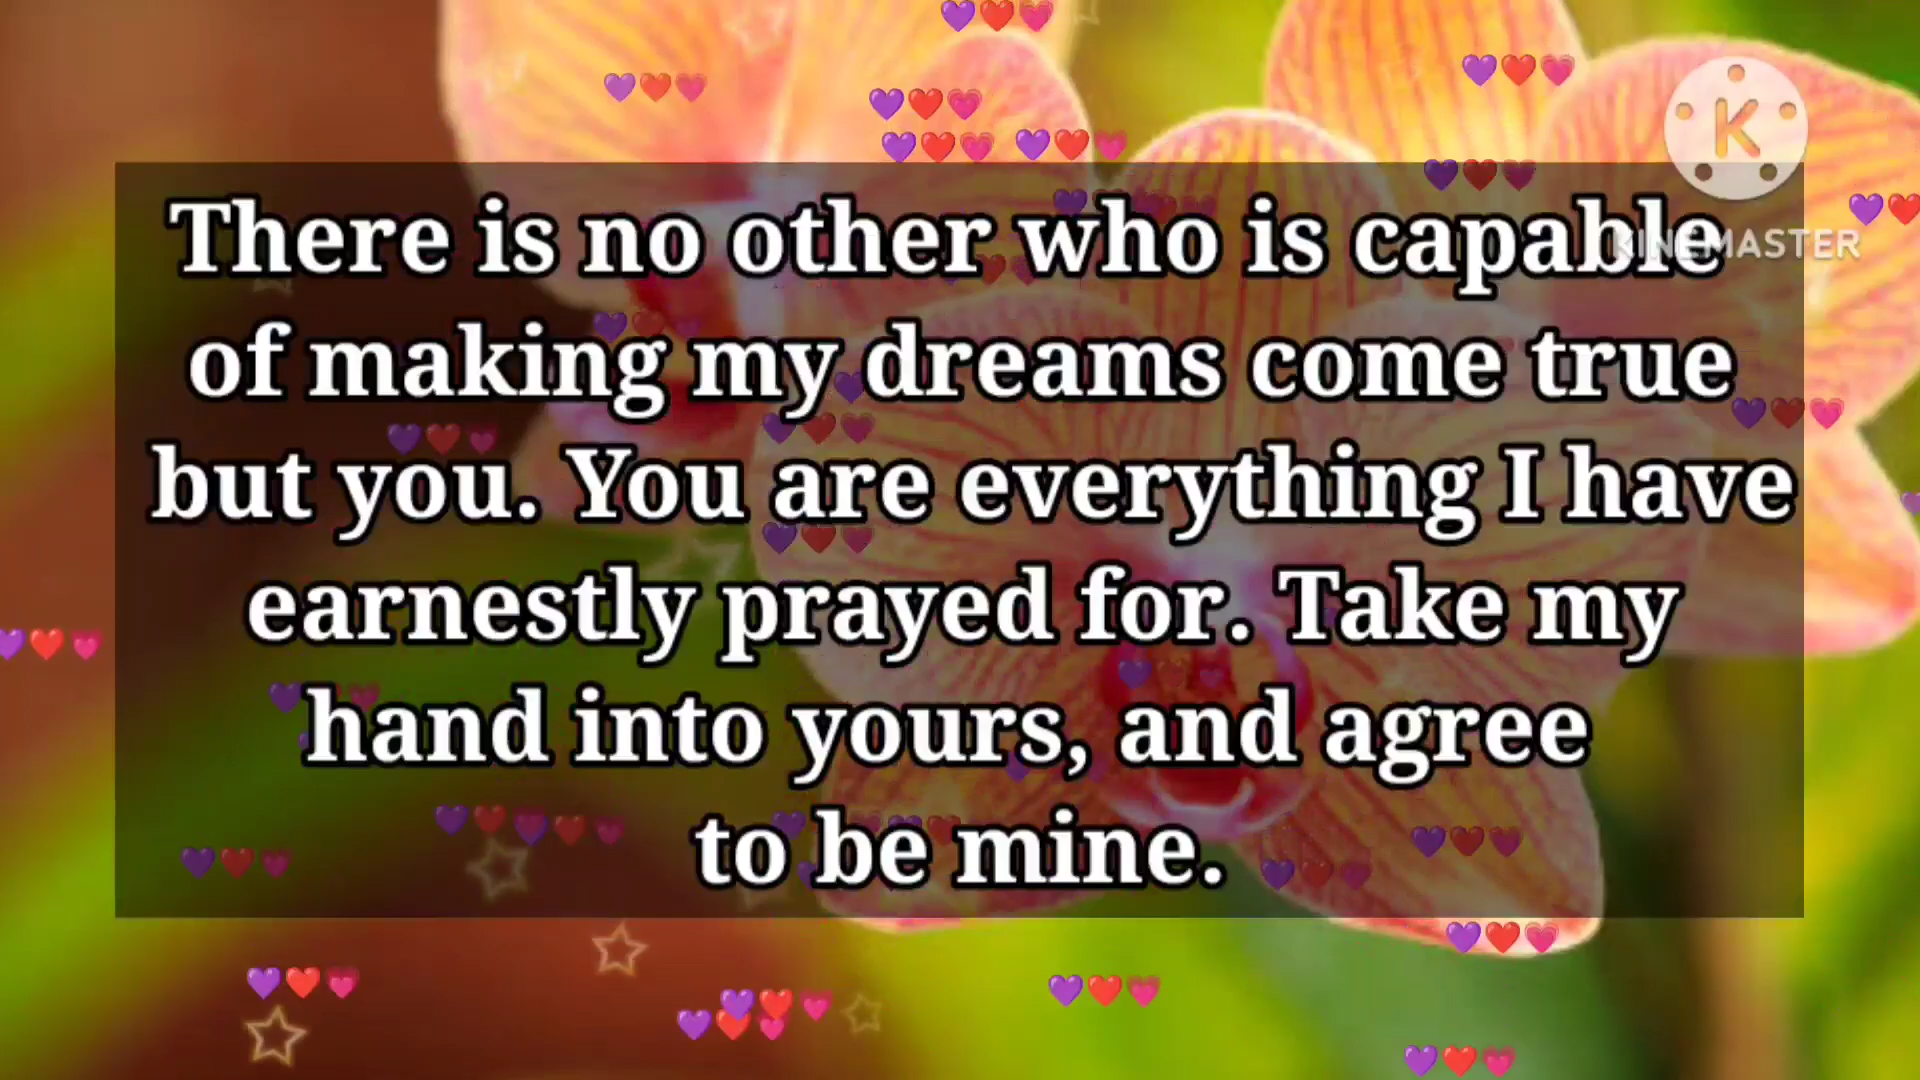 There is no other who is capable
of making my dreams come true
but you. You are everything I have
earnestly prayed for. Take my
hand into yours, and agree
to be mine.
K
KINEMASTER